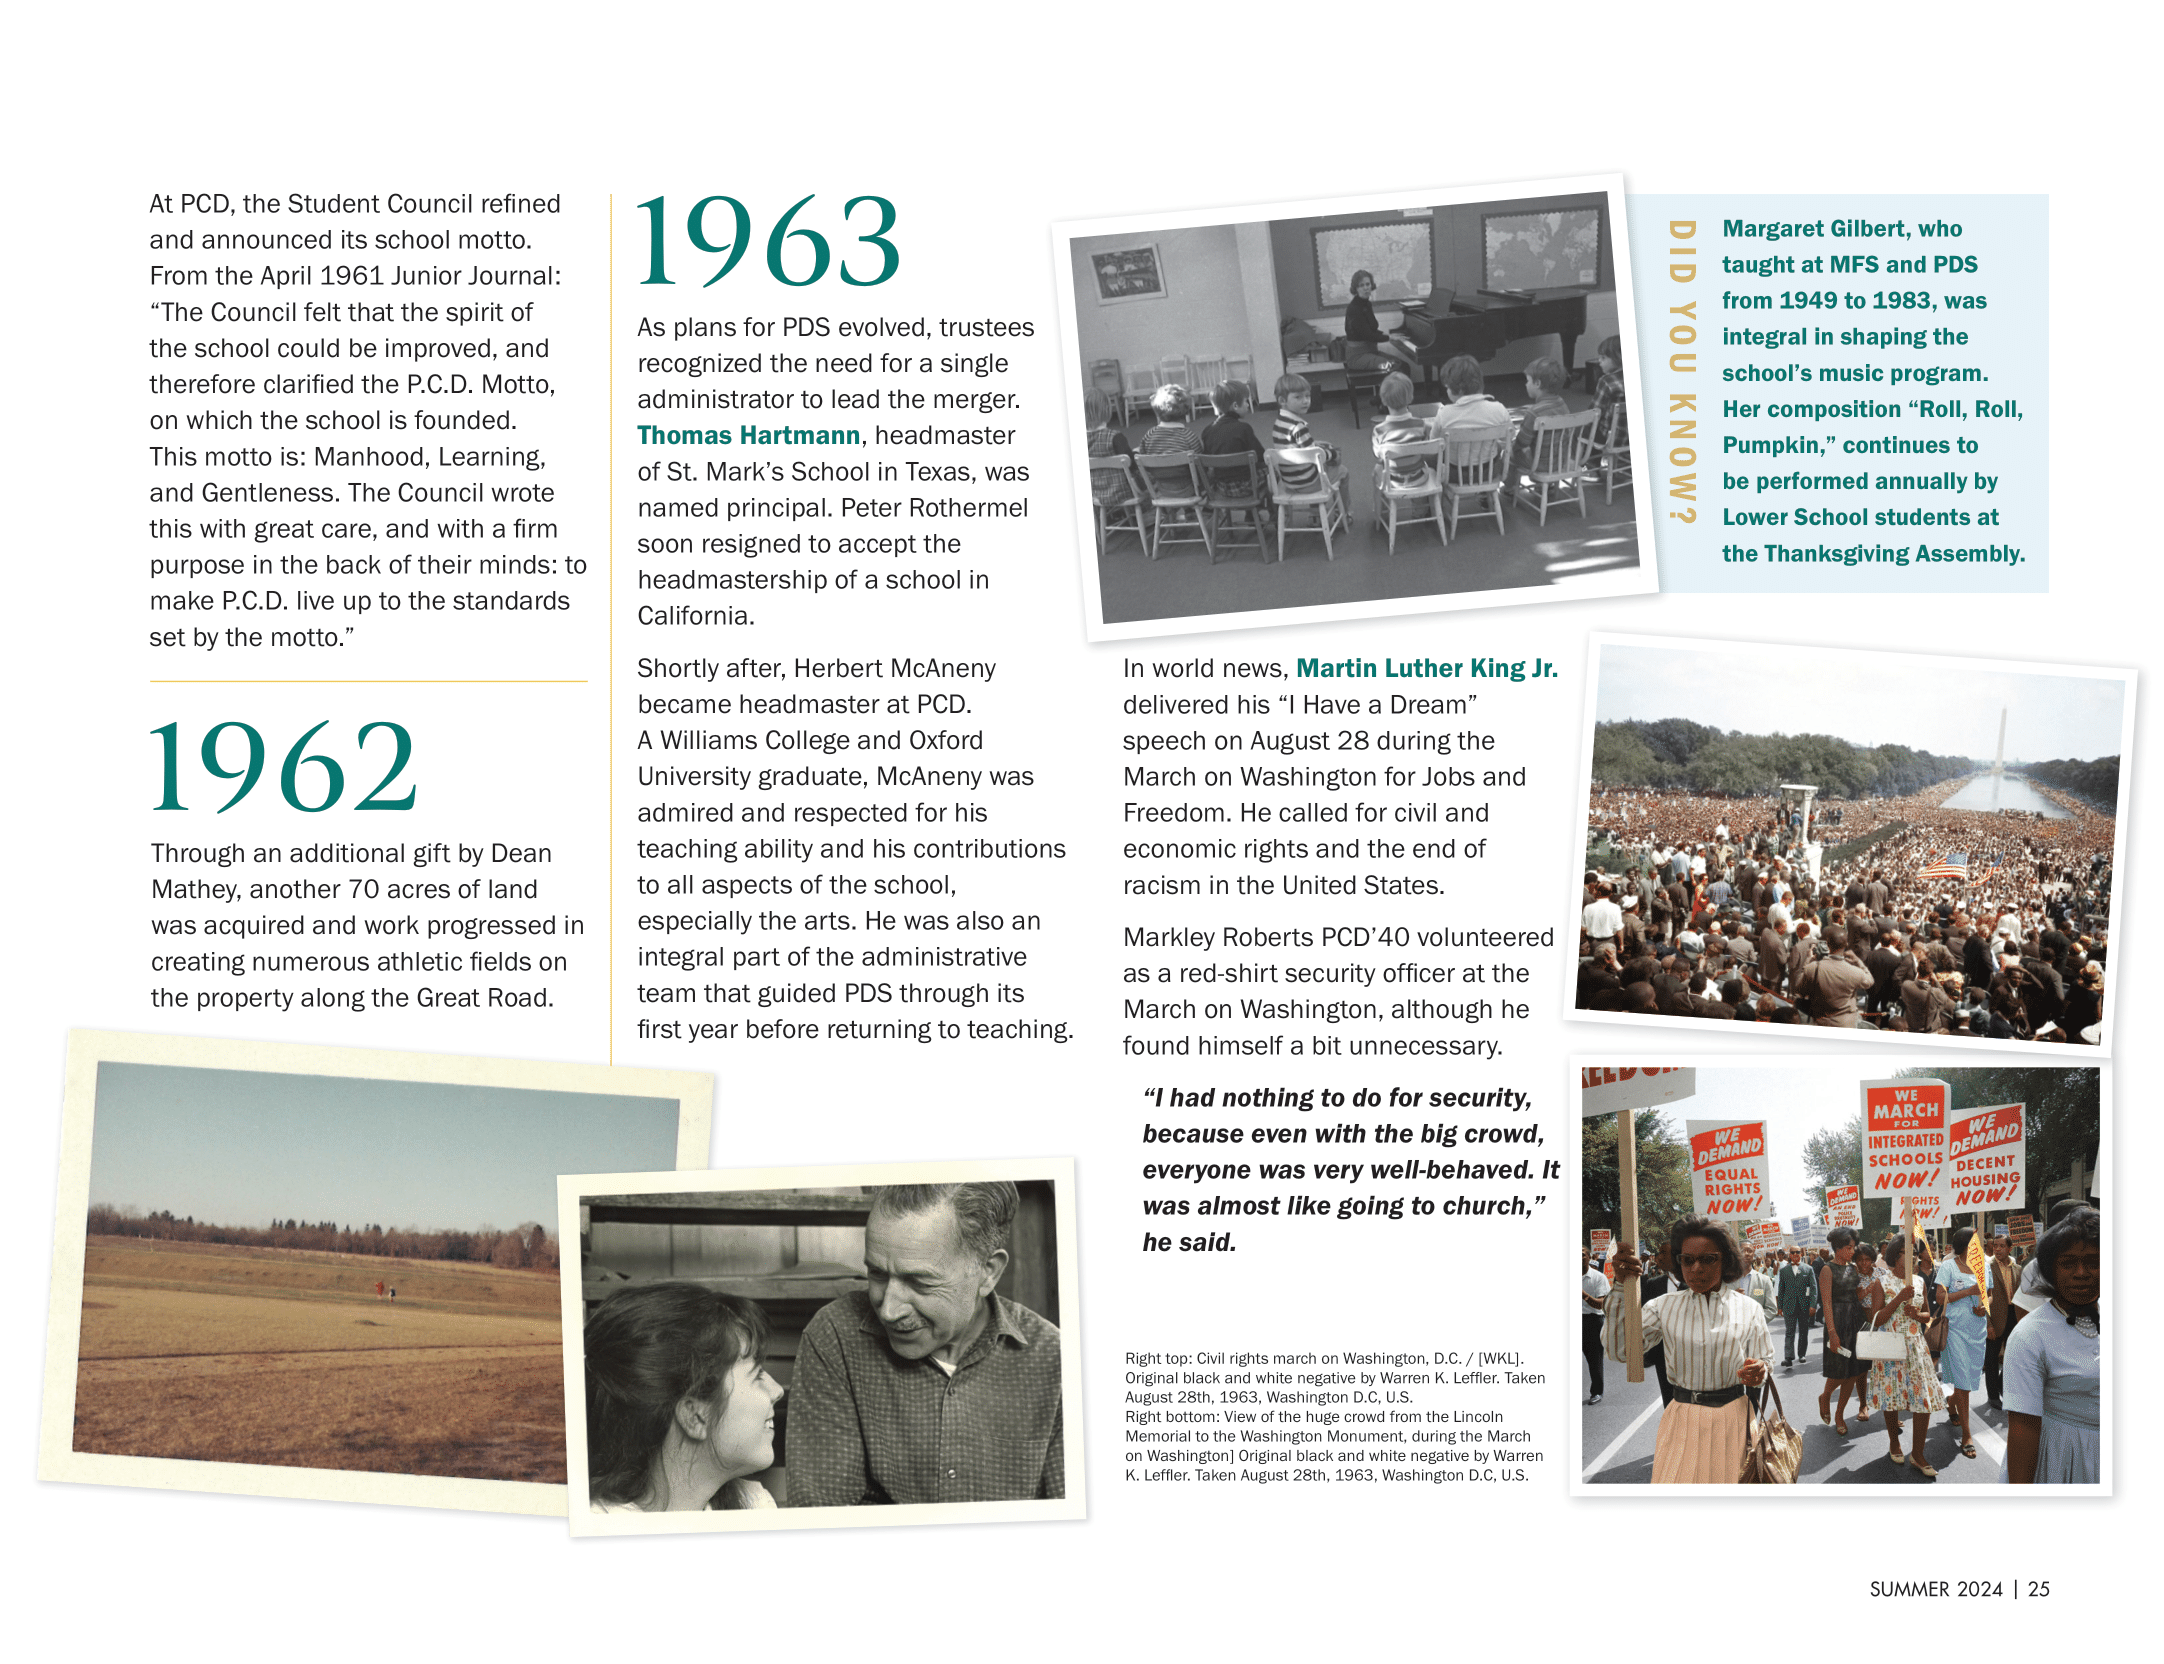 At PCD, the Student Council refined
and announced its school motto.
From the April 1961 Junior Journal:
“The Council felt that the spirit of
the school could be improved, and
therefore clarified the P.C.D. Motto,
on which the school is founded.
This motto is: Manhood, Learning,
and Gentleness. The Council wrote
this with great care, and with a firm
purpose in the back of their minds: to
make P.C.D. live up to the standards
set by the motto.”
1962
Through an additional gift by Dean
Mathey, another 70 acres of land
was acquired and work progressed in
creating numerous athletic fields on
the property along the Great Road.
1963
As plans for PDS evolved, trustees
recognized the need for a single
administrator to lead the merger.
Thomas Hartmann, headmaster
of St. Mark’s School in Texas, was
named principal. Peter Rothermel
soon resigned to accept the
headmastership of a school in
California.
Shortly after, Herbert McAneny
became headmaster at PCD.
A Williams College and Oxford
University graduate, McAneny was
admired and respected for his
teaching ability and his contributions
to all aspects of the school,
especially the arts. He was also an
integral part of the administrative
team that guided PDS through its
first year before returning to teaching.
DID YOU KNOW?
Margaret Gilbert, who
taught at MFS and PDS
from 1949 to 1983, was
integral in shaping the
school’s music program.
Her composition “Roll, Roll,
Pumpkin,” continues to
be performed annually by
Lower School students at
the Thanksgiving Assembly.
In world news, Martin Luther King Jr.
delivered his “I Have a Dream”
speech on August 28 during the
March on Washington for Jobs and
Freedom. He called for civil and
economic rights and the end of
racism in the United States.
Markley Roberts PCD’40 volunteered
as a red-shirt security officer at the
March on Washington, although he
found himself a bit unnecessary.
“I had nothing to do for security,
because even with the big crowd,
everyone was very well-behaved. It
was almost like going to church,”
he said.
Right top: Civil rights march on Washington, D.C. / [WKL].
Original black and white negative by Warren K. Leffler. Taken
August 28th, 1963, Washington D.C, U.S.
Right bottom: View of the huge crowd from the Lincoln
Memorial to the Washington Monument, during the March
on Washington] Original black and white negative by Warren
K. Leffler. Taken August 28th, 1963, Washington D.C, U.S.
WE
DEMAND
EQUAL
RIGHTS
NOW!
WE
MARCH
FOR
INTEGRATED
SCHOOLS
NOW!
WE
DEMAND
DECENT
HOUSING
NOW!
SUMMER 2024 | 25